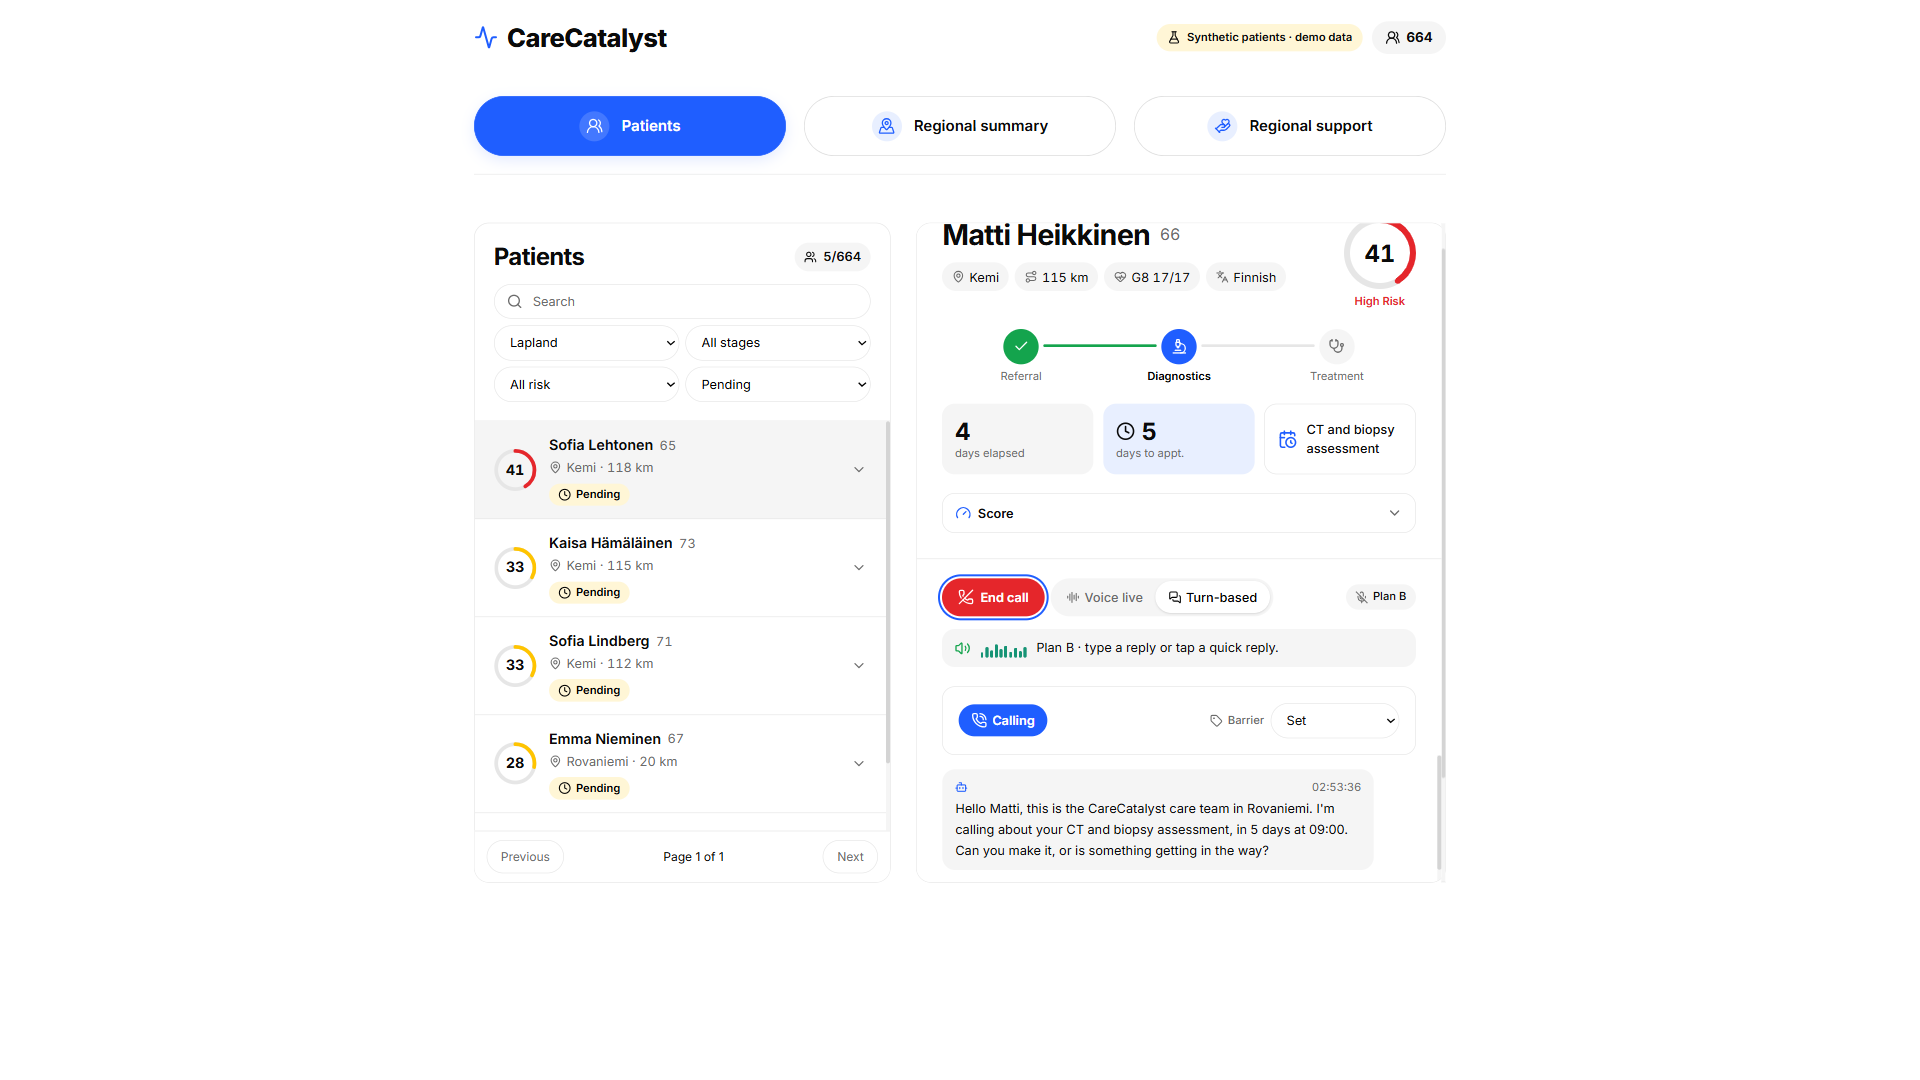 CareCatalyst
Synthetic patients · demo data
664
Patients
Regional summary
Regional support
Patients
5/664
Search
Lapland
All stages
All risk
Pending
41
Sofia Lehtonen 65
Kemi · 118 km
Pending
33
Kaisa Hämäläinen 73
Kemi · 115 km
Pending
33
Sofia Lindberg 71
Kemi · 112 km
Pending
28
Emma Nieminen 67
Rovaniemi · 20 km
Pending
Previous
Page 1 of 1
Next
Matti Heikkinen 66
Kemi
115 km
G8 17/17
Finnish
41
High Risk
Referral
Diagnostics
Treatment
4
days elapsed
5
days to appt.
CT and biopsy
assessment
Score
End call
Voice live
Turn-based
Plan B
Plan B · type a reply or tap a quick reply.
Calling
Barrier
Set
02:53:36
Hello Matti, this is the CareCatalyst care team in Rovaniemi. I'm
calling about your CT and biopsy assessment, in 5 days at 09:00.
Can you make it, or is something getting in the way?